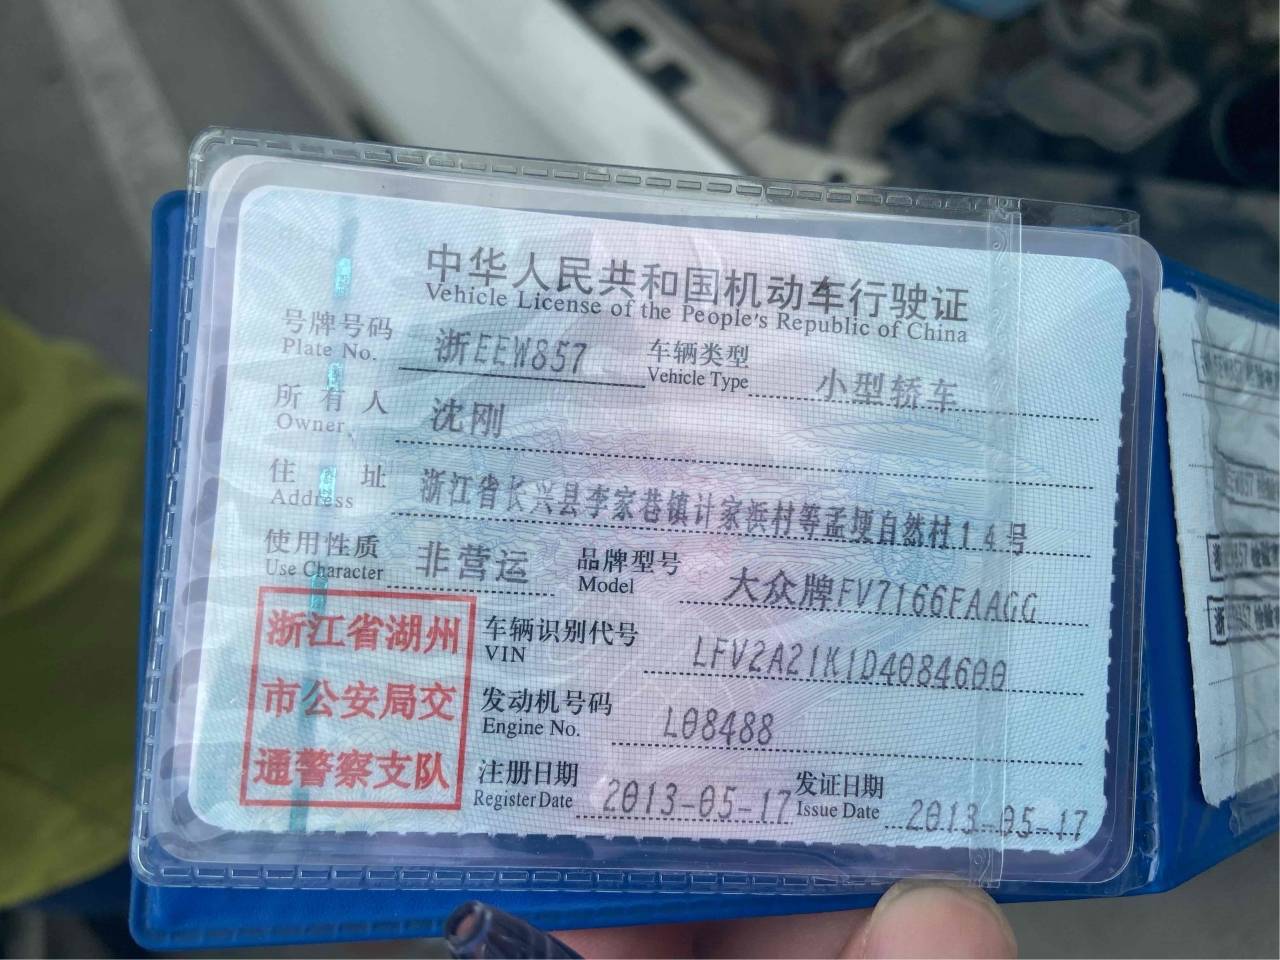 中华人民共和国机动车行驶证
Vehicle License of the People's Republic of China
号牌号码 浙EEW857 车辆类型 小型轿车
Plate No. Vehicle Type
所有人 沈刚
Owner
住址 浙江省长兴县李家巷镇计家浜村等孟埂自然村14号
Address
使用性质 非营运 品牌型号 大众牌FV7166FAAGG
Use Character Model
浙江省湖州
市公安局交
通警察支队
车辆识别代号 LFV2A21K1D4084600
VIN
发动机号码 L08488
Engine No.
注册日期 2013-05-17 发证日期 2013-05-17
Register Date Issue Date